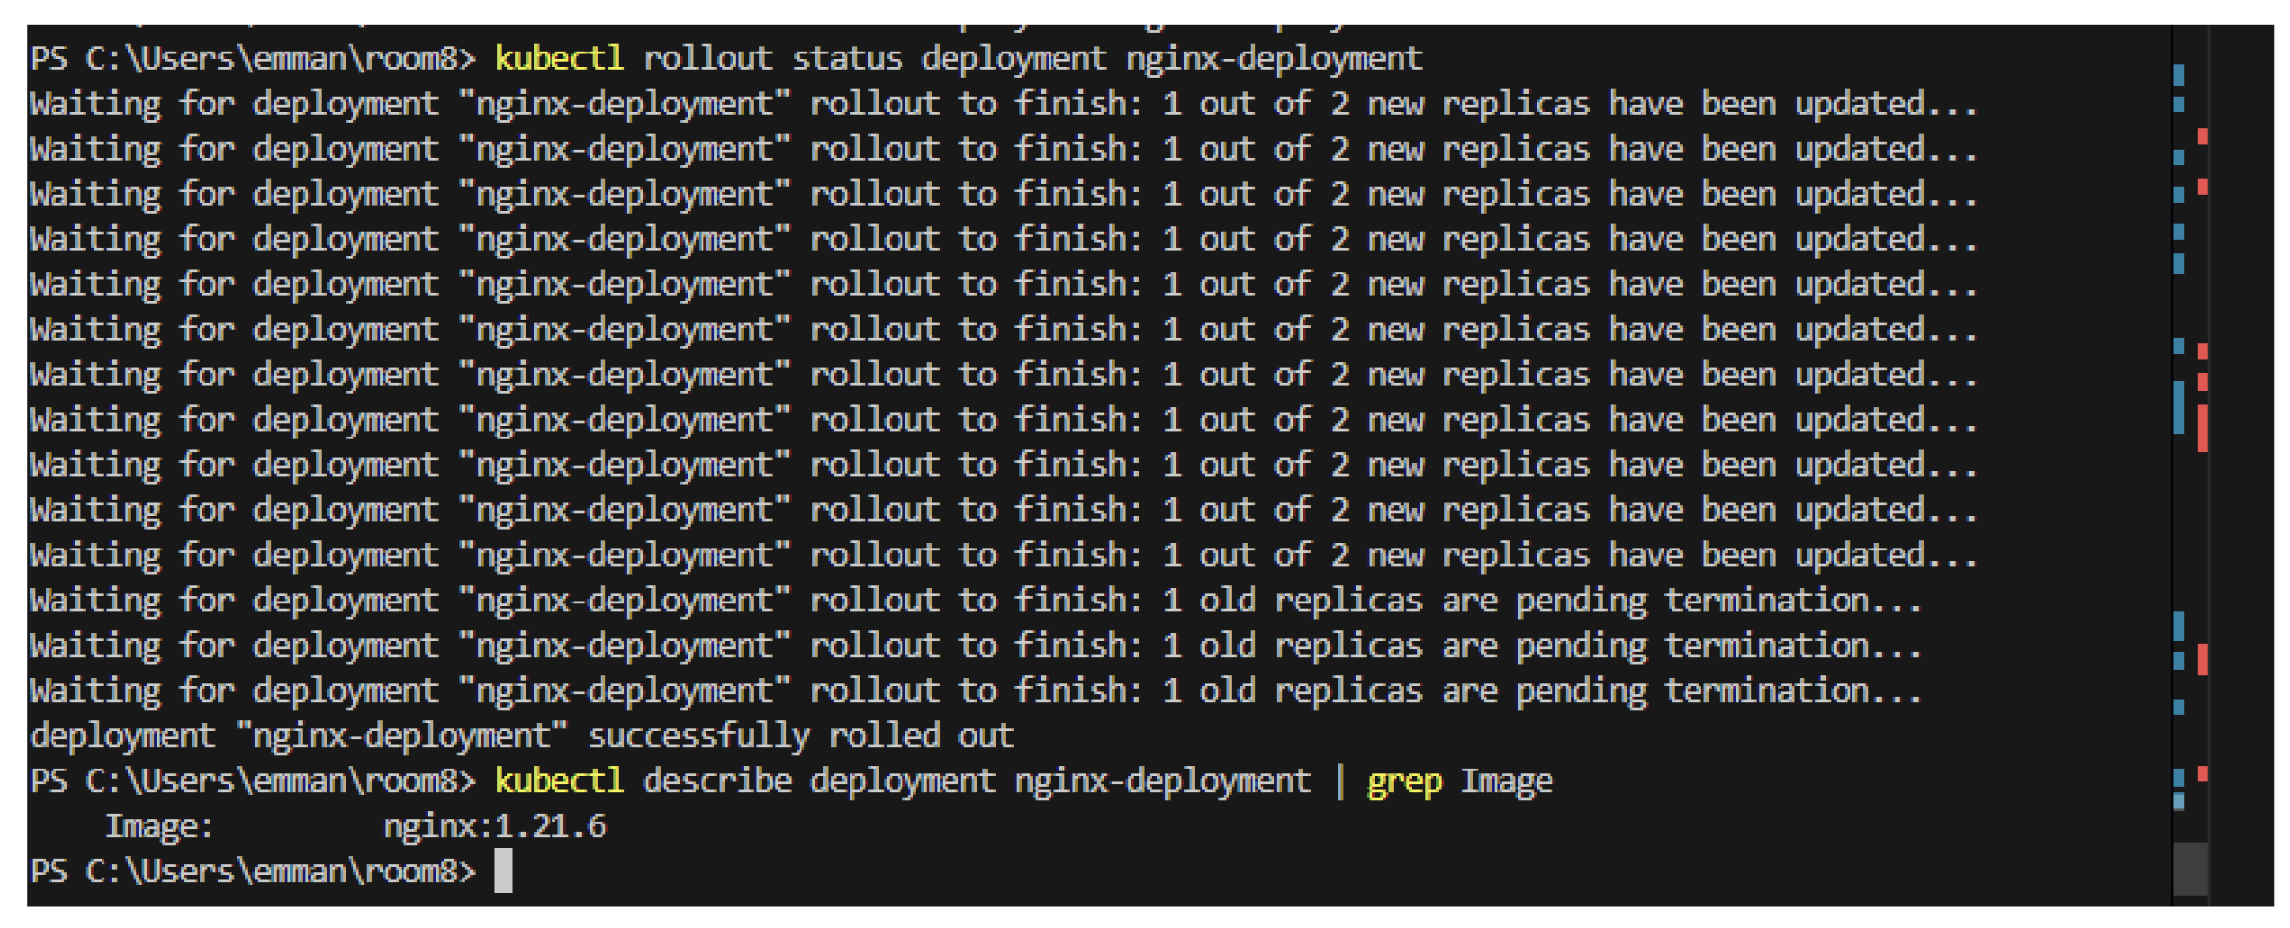 PS C:\Users\emman\room8> kubectl rollout status deployment nginx-deployment
Waiting for deployment "nginx-deployment" rollout to finish: 1 out of 2 new replicas have been updated...
Waiting for deployment "nginx-deployment" rollout to finish: 1 out of 2 new replicas have been updated...
Waiting for deployment "nginx-deployment" rollout to finish: 1 out of 2 new replicas have been updated...
Waiting for deployment "nginx-deployment" rollout to finish: 1 out of 2 new replicas have been updated...
Waiting for deployment "nginx-deployment" rollout to finish: 1 out of 2 new replicas have been updated...
Waiting for deployment "nginx-deployment" rollout to finish: 1 out of 2 new replicas have been updated...
Waiting for deployment "nginx-deployment" rollout to finish: 1 out of 2 new replicas have been updated...
Waiting for deployment "nginx-deployment" rollout to finish: 1 out of 2 new replicas have been updated...
Waiting for deployment "nginx-deployment" rollout to finish: 1 out of 2 new replicas have been updated...
Waiting for deployment "nginx-deployment" rollout to finish: 1 out of 2 new replicas have been updated...
Waiting for deployment "nginx-deployment" rollout to finish: 1 out of 2 new replicas have been updated...
Waiting for deployment "nginx-deployment" rollout to finish: 1 old replicas are pending termination...
Waiting for deployment "nginx-deployment" rollout to finish: 1 old replicas are pending termination...
Waiting for deployment "nginx-deployment" rollout to finish: 1 old replicas are pending termination...
deployment "nginx-deployment" successfully rolled out
PS C:\Users\emman\room8> kubectl describe deployment nginx-deployment | grep Image
    Image:         nginx:1.21.6
PS C:\Users\emman\room8>